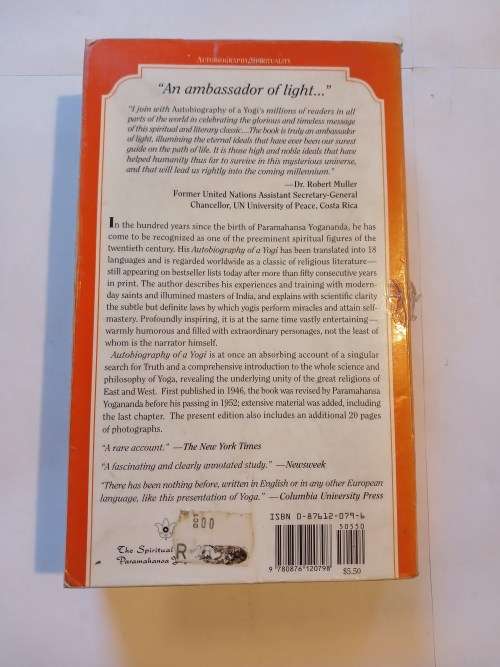 AUTOBIOGRAPHY/SPIRITUALITY
"An ambassador of light..."
"I join with Autobiography of a Yogi's millions of readers in all
parts of the world in celebrating the glorious and timeless message
of this spiritual and literary classic....The book is truly an ambassador
of light, illumining the eternal ideals that have ever been our surest
guide on the path of life. It is those high and noble ideals that have
helped humanity thus far to survive in this mysterious universe,
and that will lead us rightly into the coming millennium."
—Dr. Robert Muller
Former United Nations Assistant Secretary-General
Chancellor, UN University of Peace, Costa Rica
In the hundred years since the birth of Paramahansa Yogananda, he has
come to be recognized as one of the preeminent spiritual figures of the
twentieth century. His Autobiography of a Yogi has been translated into 18
languages and is regarded worldwide as a classic of religious literature—
still appearing on bestseller lists today after more than fifty consecutive years
in print. The author describes his experiences and training with modern-
day saints and illumined masters of India, and explains with scientific clarity
the subtle but definite laws by which yogis perform miracles and attain self-
mastery. Profoundly inspiring, it is at the same time vastly entertaining—
warmly humorous and filled with extraordinary personages, not the least of
whom is the narrator himself.
Autobiography of a Yogi is at once an absorbing account of a singular
search for Truth and a comprehensive introduction to the whole science and
philosophy of Yoga, revealing the underlying unity of the great religions of
East and West. First published in 1946, the book was revised by Paramahansa
Yogananda before his passing in 1952; extensive material was added, including
the last chapter. The present edition also includes an additional 20 pages
of photographs.
"A rare account." —The New York Times
"A fascinating and clearly annotated study." —Newsweek
"There has been nothing before, written in English or in any other European
language, like this presentation of Yoga." —Columbia University Press
ISBN 0-87612-079-6
50550
The Spiritual
R
Paramahansa
9 780876 120798
$5.50